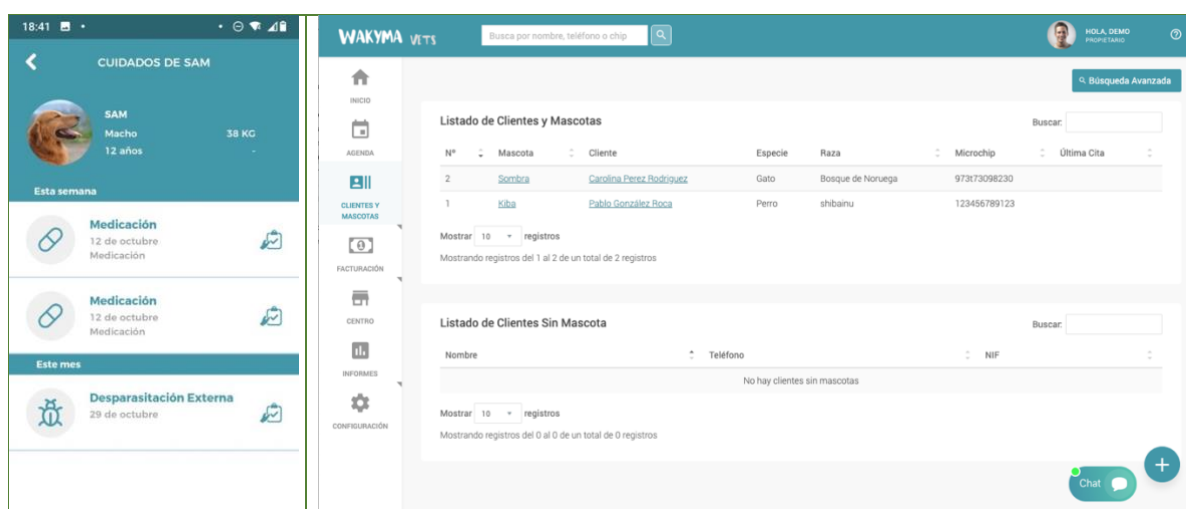 18:41
CUIDADOS DE SAM
SAM
Macho 38 KG
12 años -
Esta semana
Medicación
12 de octubre
Medicación
Medicación
12 de octubre
Medicación
Este mes
Desparasitación Externa
29 de octubre
WAKYMA VETS
Busca por nombre, teléfono o chip
HOLA, DEMO
PROPIETARIO
INICIO
AGENDA
CLIENTES Y
MASCOTAS
FACTURACIÓN
CENTRO
INFORMES
CONFIGURACIÓN
Búsqueda Avanzada
Listado de Clientes y Mascotas Buscar:
Nº Mascota Cliente Especie Raza Microchip Última Cita
2 Sombra Carolina Perez Rodriguez Gato Bosque de Noruega 973t73098230
1 Kiba Pablo González Roca Perro shibainu 123456789123
Mostrar 10 registros
Mostrando registros del 1 al 2 de un total de 2 registros
Listado de Clientes Sin Mascota Buscar:
Nombre Teléfono NIF
No hay clientes sin mascotas
Mostrar 10 registros
Mostrando registros del 0 al 0 de un total de 0 registros
Chat